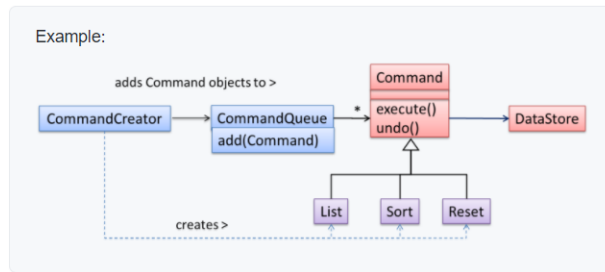 Example:
adds Command objects to >
Command
CommandCreator
CommandQueue
add(Command)
*
execute()
undo()
DataStore
List
Sort
Reset
creates >